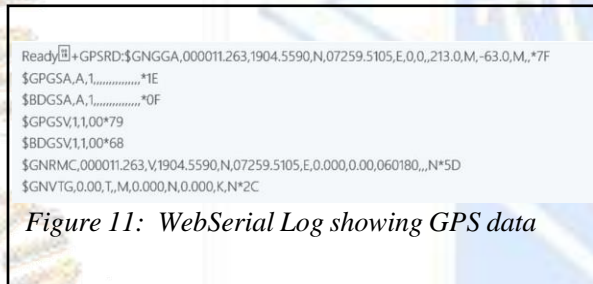 Ready+GPSRD:$GNGGA,000011.263,1904.5590,N,07259.5105,E,0,0,,213.0,M,-63.0,M,,*7F
$GPGSA,A,1,,,,,,,,,,,,,,,*1E
$BDGSA,A,1,,,,,,,,,,,,,,,*0F
$GPGSV,1,1,00*79
$BDGSV,1,1,00*68
$GNRMC,000011.263,V,1904.5590,N,07259.5105,E,0.000,0.00,060180,,,N*5D
$GNVTG,0.00,T,,M,0.000,N,0.000,K,N*2C
Figure 11: WebSerial Log showing GPS data